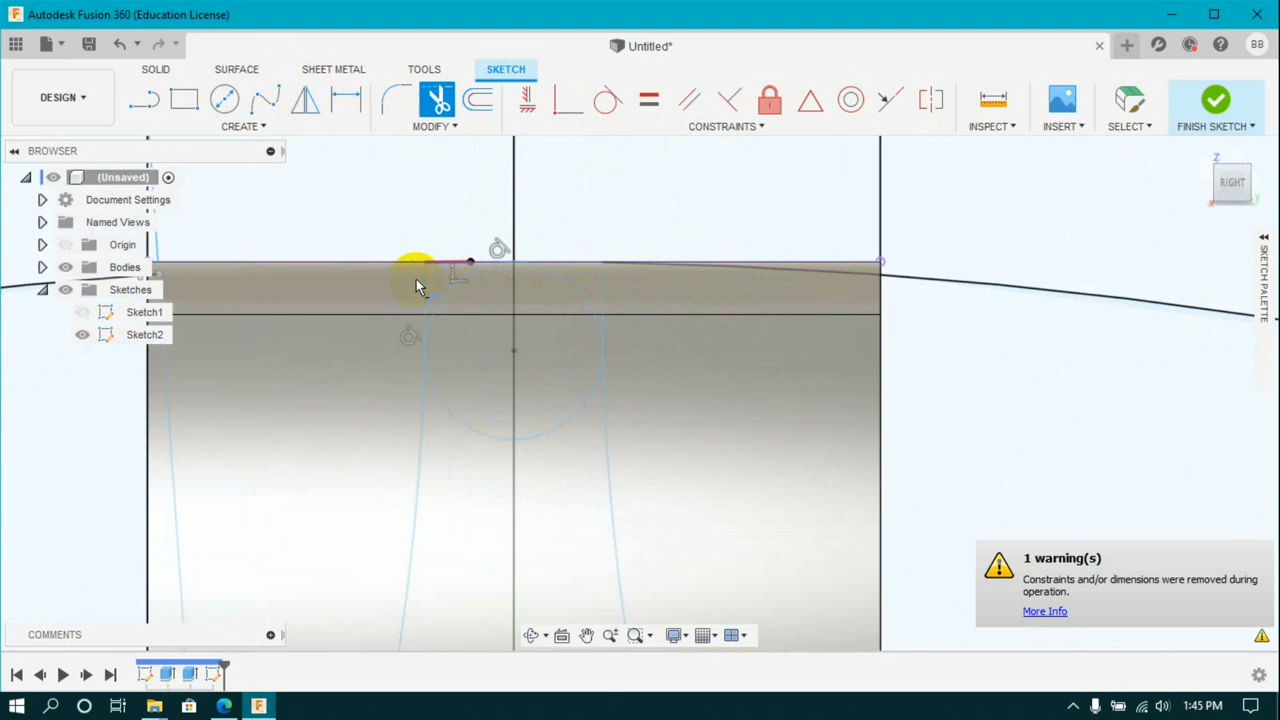 Autodesk Fusion 360 (Education License)
Untitled*
BB
DESIGN
SOLID
SURFACE
SHEET METAL
TOOLS
SKETCH
CREATE
MODIFY
CONSTRAINTS
INSPECT
INSERT
SELECT
FINISH SKETCH
BROWSER
(Unsaved)
Document Settings
Named Views
Origin
Bodies
Sketches
Sketch1
Sketch2
Z
RIGHT
X
Y
SKETCH PALETTE
1 warning(s)
Constraints and/or dimensions were removed during
operation.
More Info
COMMENTS
1:45 PM